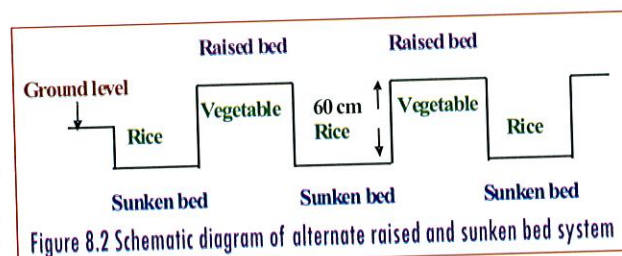 Raised bed Raised bed
Ground level
Vegetable 60 cm Vegetable
Rice Rice Rice
Sunken bed Sunken bed Sunken bed
Figure 8.2 Schematic diagram of alternate raised and sunken bed system